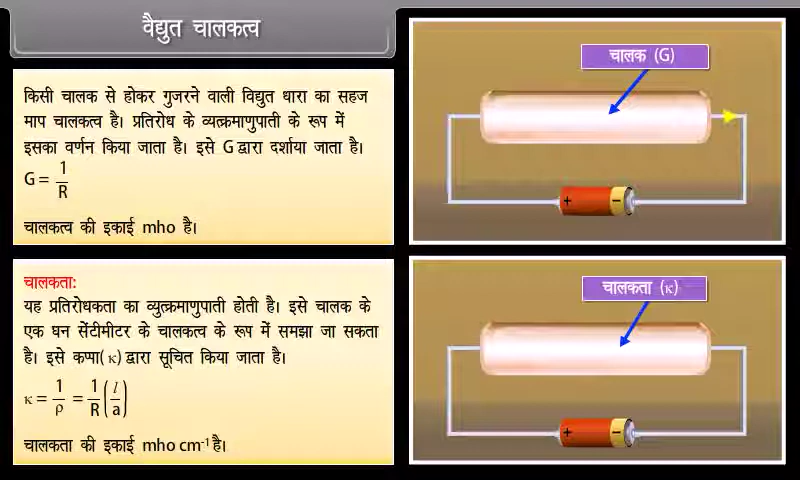 वैद्युत चालकत्व
किसी चालक से होकर गुजरने वाली विद्युत धारा का सहज
माप चालकत्व है। प्रतिरोध के व्यत्क्रमाणुपाती के रूप में
इसका वर्णन किया जाता है। इसे G द्वारा दर्शाया जाता है।
G = 1/R
चालकत्व की इकाई mho है।
चालक (G)
+ −
चालकता:
यह प्रतिरोधकता का व्युत्क्रमाणुपाती होती है। इसे चालक के
एक घन सेंटीमीटर के चालकत्व के रूप में समझा जा सकता
है। इसे कप्पा( κ) द्वारा सूचित किया जाता है।
κ = 1/ρ = 1/R (l/a)
चालकता की इकाई mho cm⁻¹ है।
चालकता (κ)
+ −